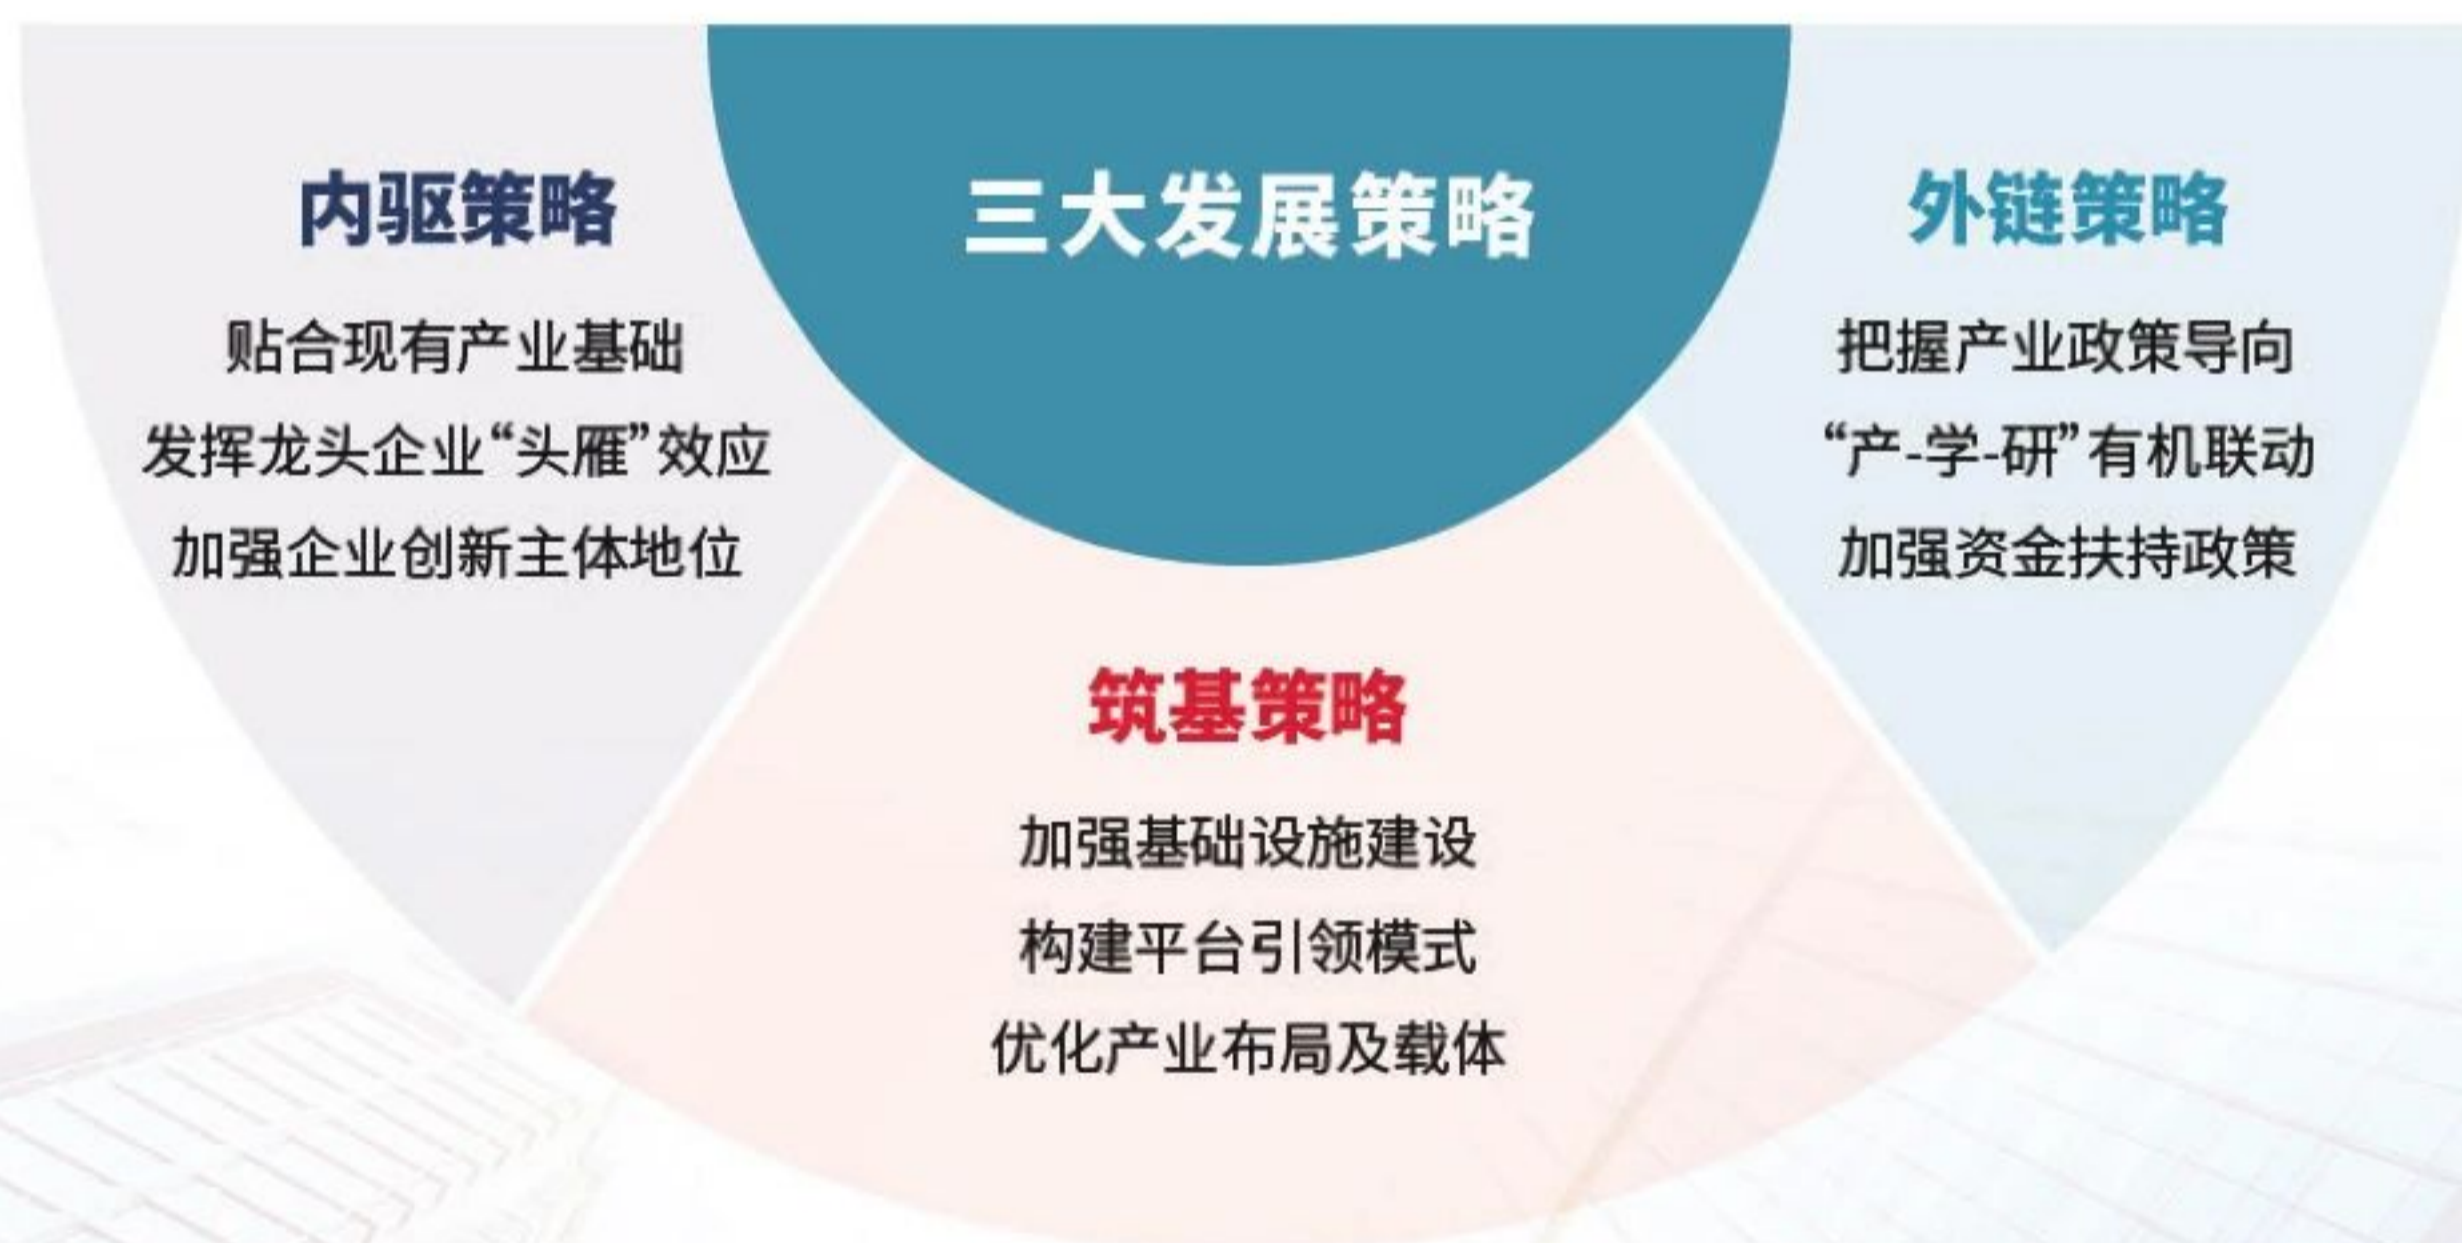 三大发展策略
内驱策略
贴合现有产业基础
发挥龙头企业“头雁”效应
加强企业创新主体地位
筑基策略
加强基础设施建设
构建平台引领模式
优化产业布局及载体
外链策略
把握产业政策导向
“产-学-研”有机联动
加强资金扶持政策